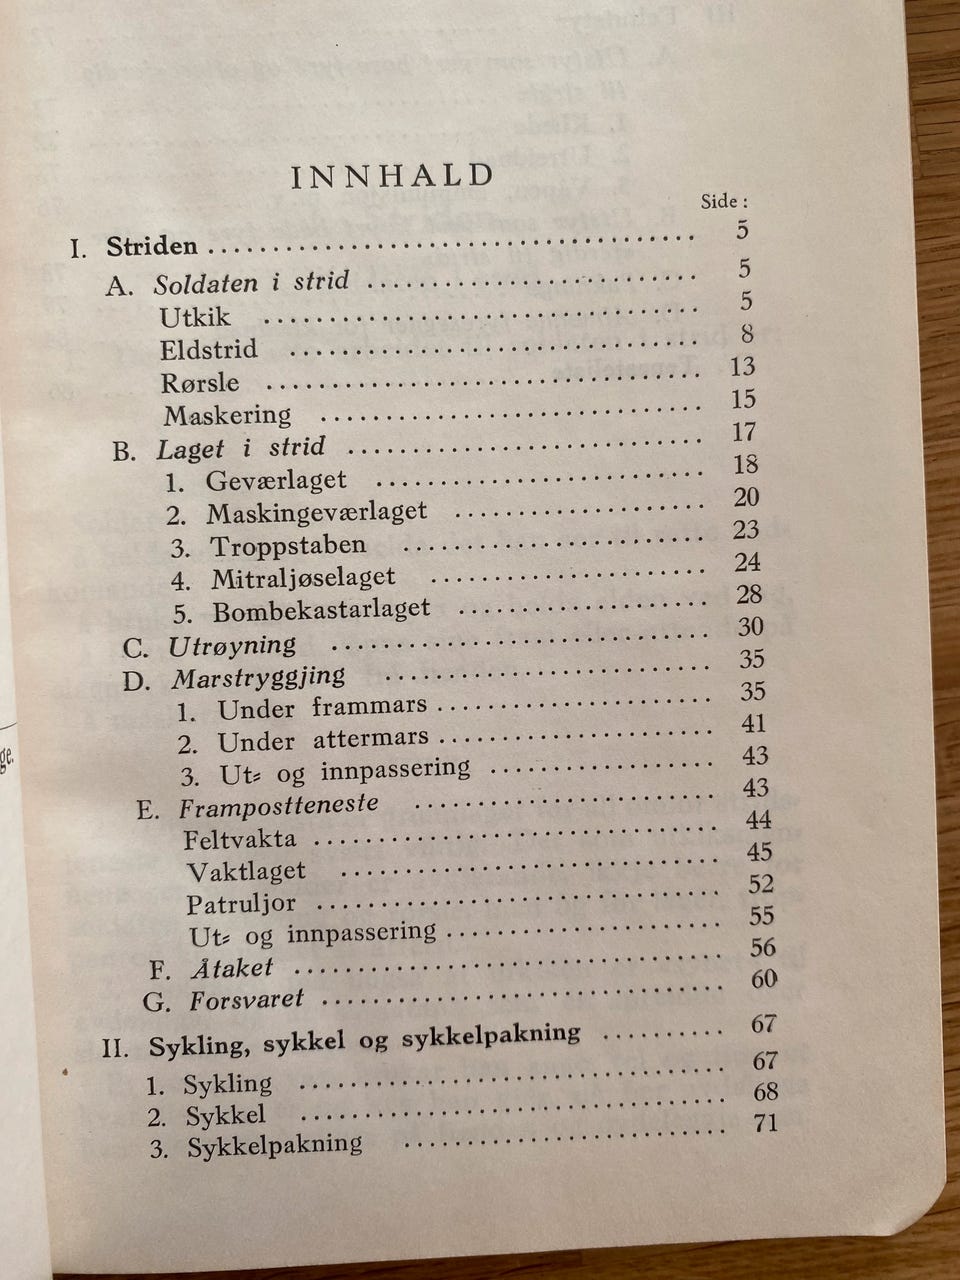 INNHALD
Side :
I. Striden ........................................ 5
A. Soldaten i strid .............................. 5
Utkik .............................. 5
Eldstrid .............................. 8
Rørsle .............................. 13
Maskering .............................. 15
B. Laget i strid .............................. 17
1. Geværlaget .............................. 18
2. Maskingeværlaget .................... 20
3. Troppstaben .............................. 23
4. Mitraljøselaget .............................. 24
5. Bombekastarlaget .................... 28
C. Utrøyning .............................. 30
D. Marstryggjing .............................. 35
1. Under frammars .............................. 35
2. Under attermars .............................. 41
3. Ut- og innpassering .................... 43
E. Frampostteneste .............................. 43
Feltvakta .............................. 44
Vaktlaget .............................. 45
Patruljor .............................. 52
Ut- og innpassering .............................. 55
F. Åtaket .............................. 56
G. Forsvaret .............................. 60
II. Sykling, sykkel og sykkelpakning ......... 67
1. Sykling .............................. 67
2. Sykkel .............................. 68
3. Sykkelpakning .............................. 71
ge.